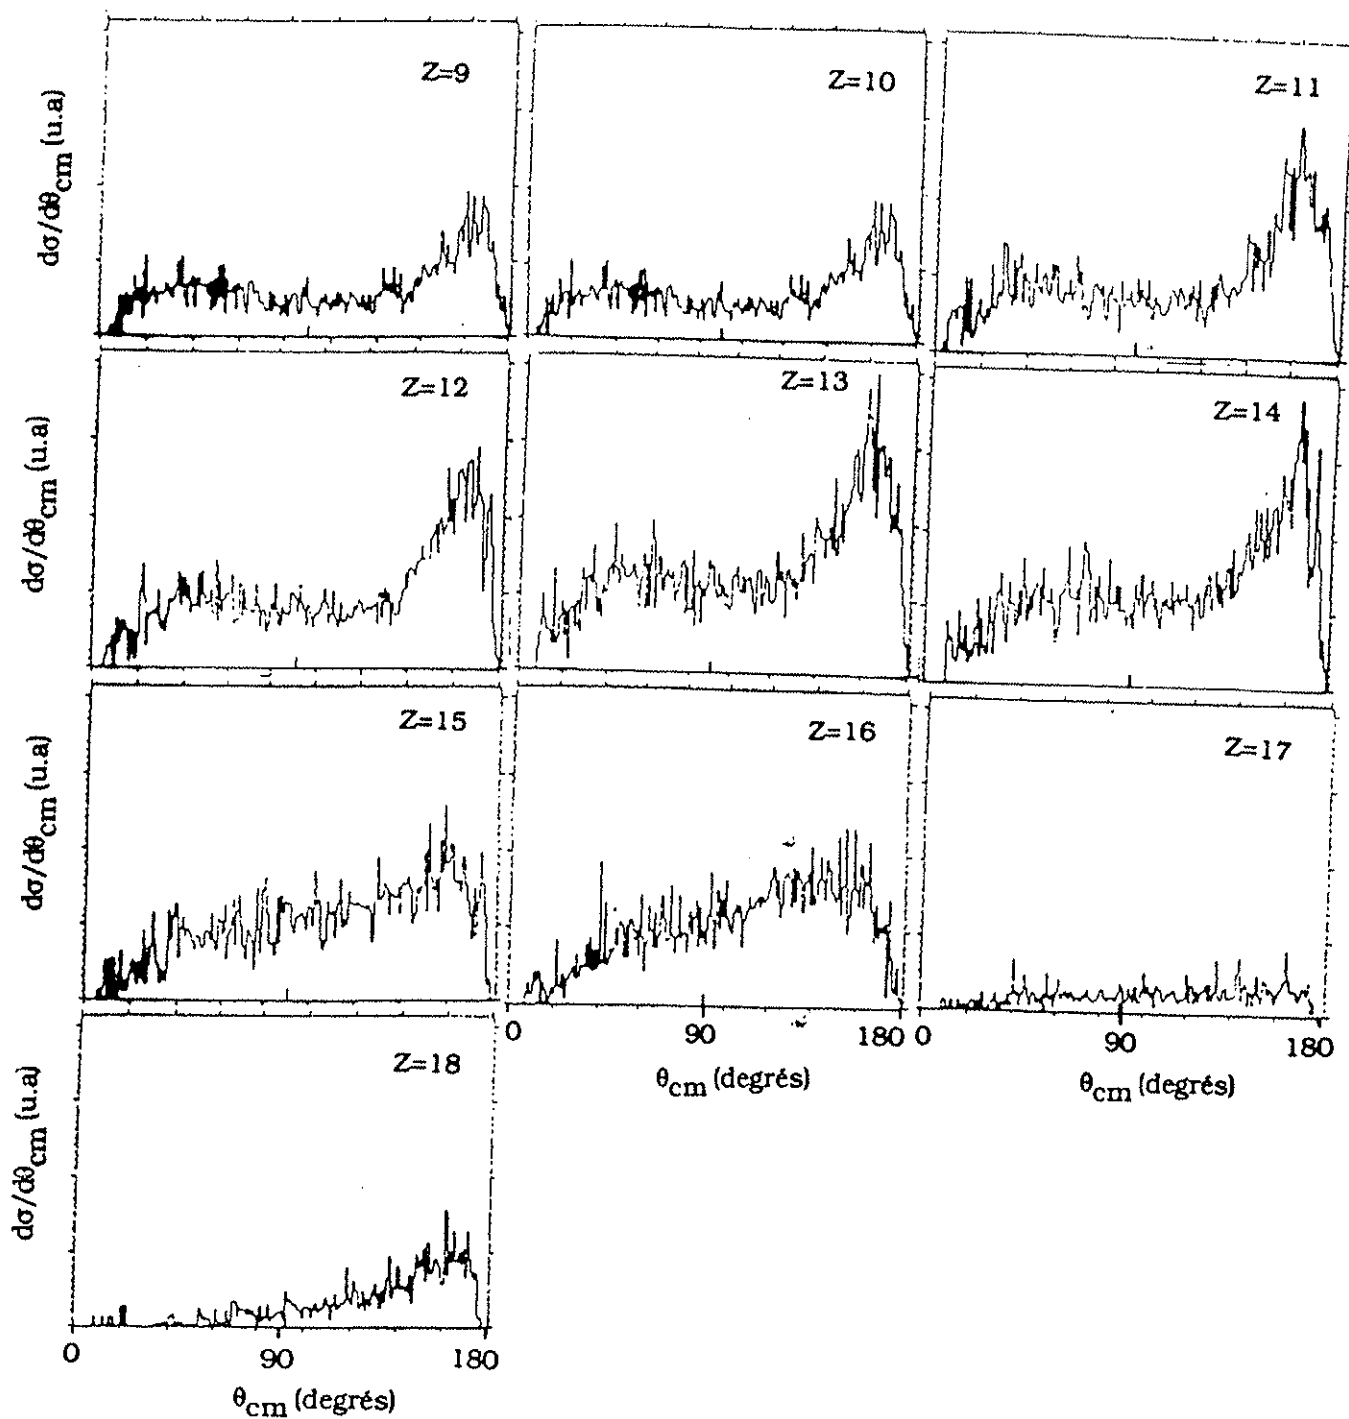 Z=9
Z=10
Z=11
dσ/dθcm (u.a)
Z=12
Z=13
Z=14
dσ/dθcm (u.a)
Z=15
Z=16
Z=17
dσ/dθcm (u.a)
0 90 180 0 90 180
θcm (degrés)
θcm (degrés)
Z=18
dσ/dθcm (u.a)
0 90 180
θcm (degrés)